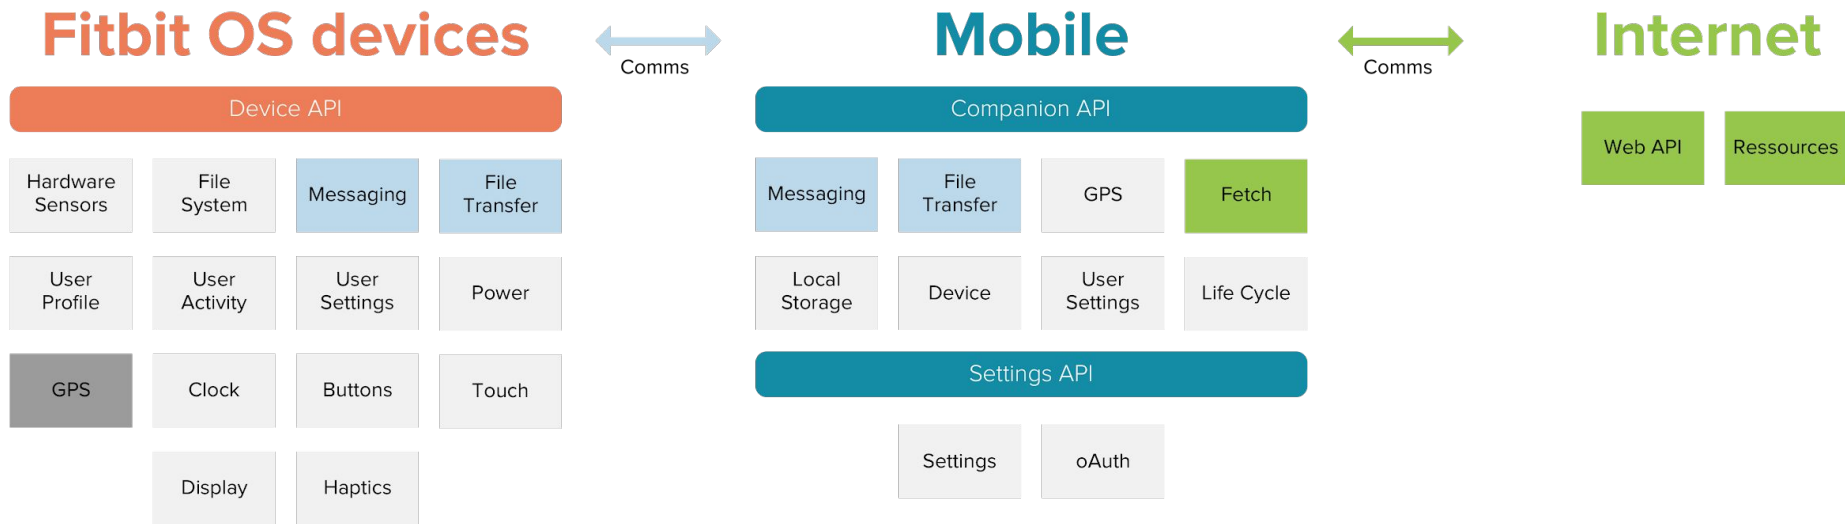 Fitbit OS devices
Comms
Mobile
Comms
Internet
Device API
Hardware
Sensors
File
System
Messaging
File
Transfer
User
Profile
User
Activity
User
Settings
Power
GPS
Clock
Buttons
Touch
Display
Haptics
Companion API
Messaging
File
Transfer
GPS
Fetch
Local
Storage
Device
User
Settings
Life Cycle
Settings API
Settings
oAuth
Web API
Ressources